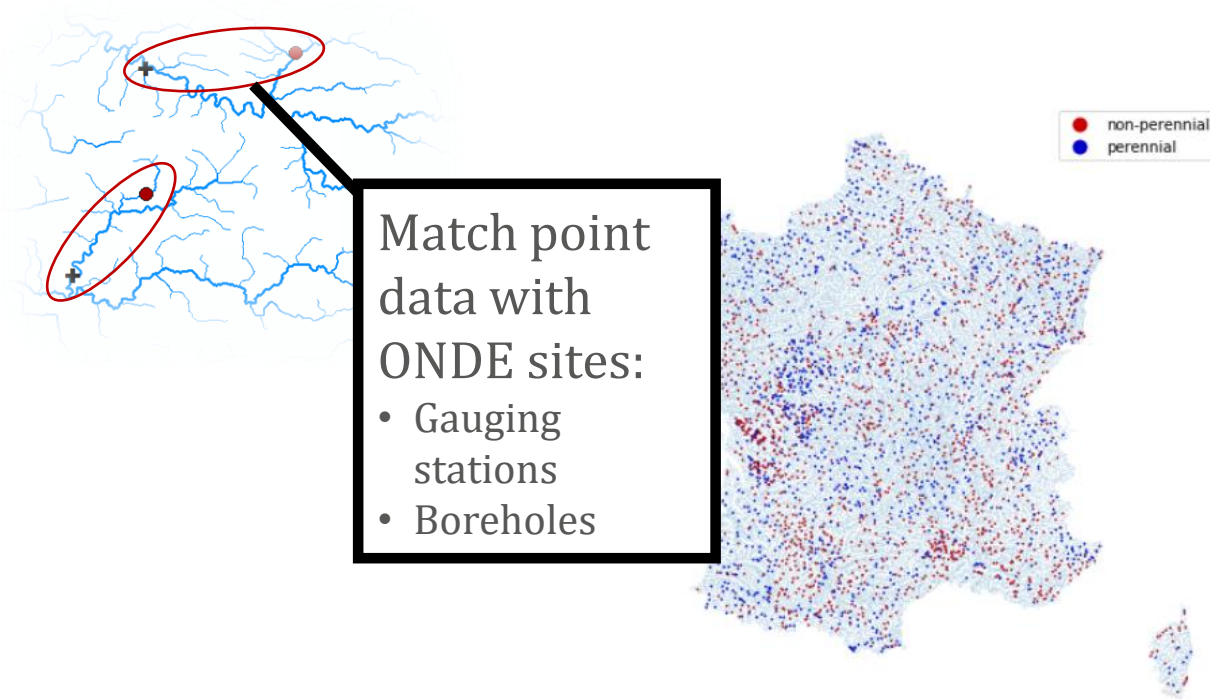 non-perennial
perennial
Match point
data with
ONDE sites:
• Gauging
stations
• Boreholes